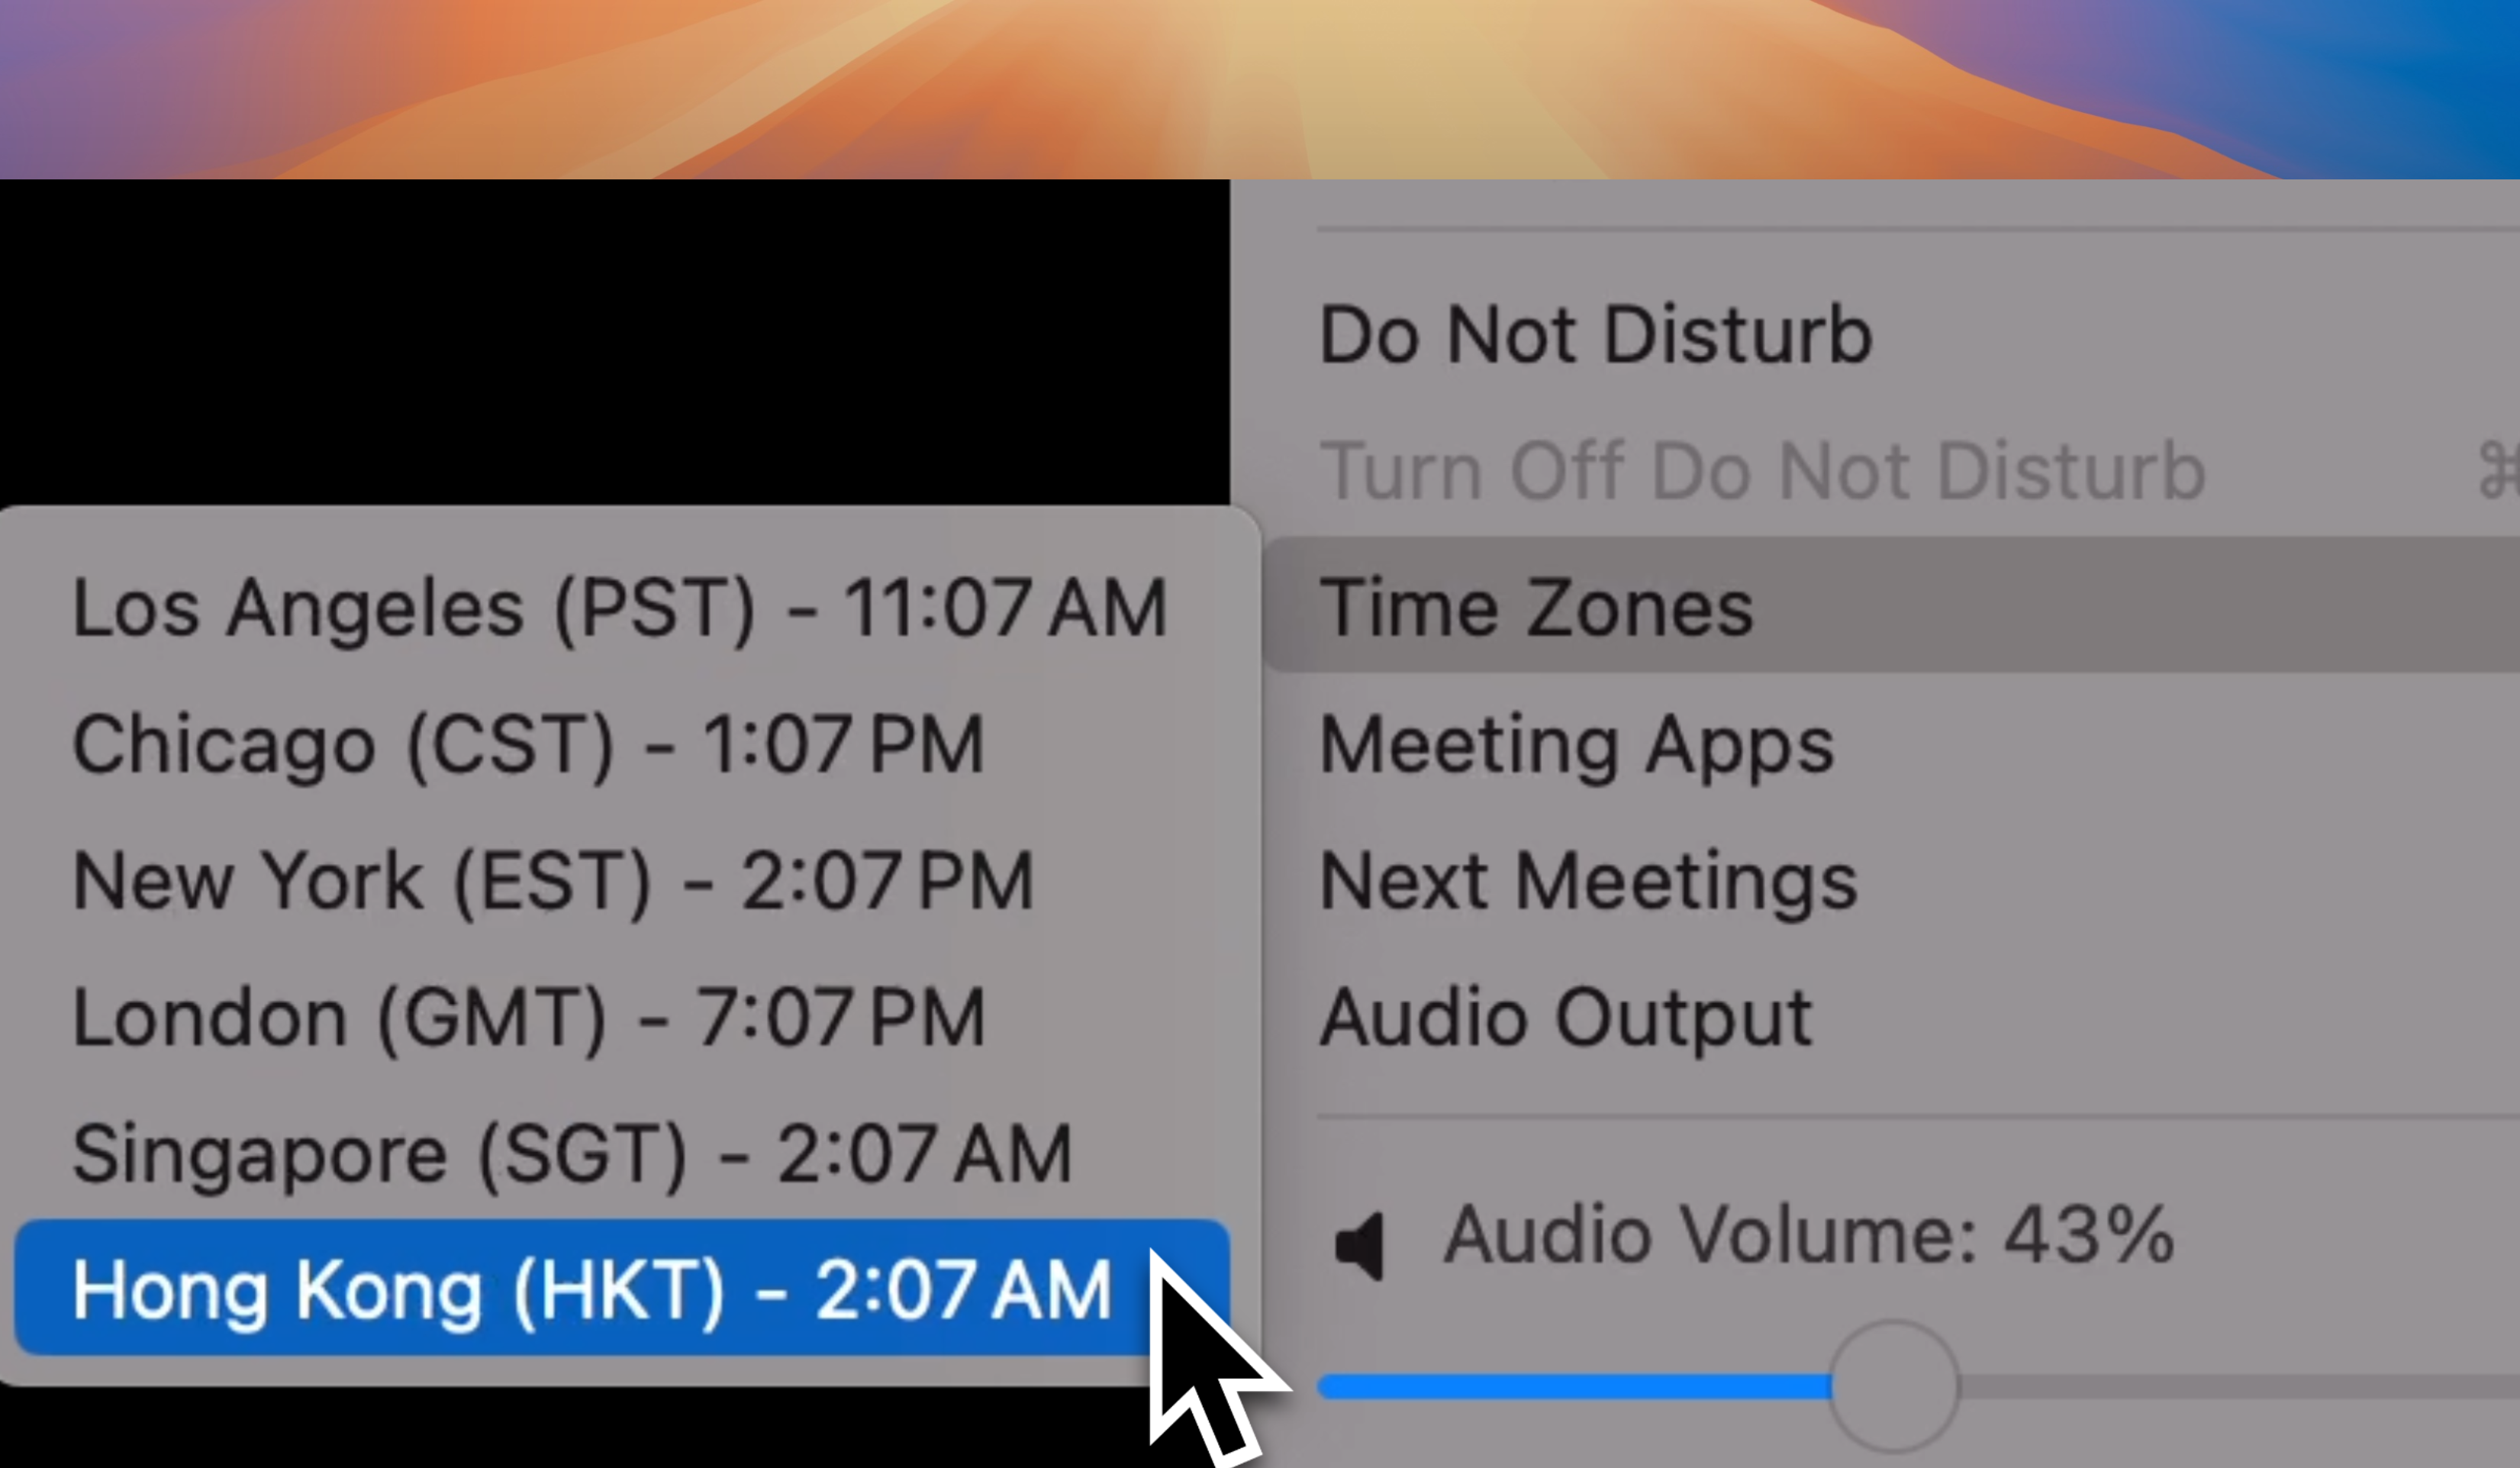 Do Not Disturb
Turn Off Do Not Disturb ⌘
Time Zones
Meeting Apps
Next Meetings
Audio Output
Audio Volume: 43%
Los Angeles (PST) - 11:07 AM
Chicago (CST) - 1:07 PM
New York (EST) - 2:07 PM
London (GMT) - 7:07 PM
Singapore (SGT) - 2:07 AM
Hong Kong (HKT) - 2:07 AM